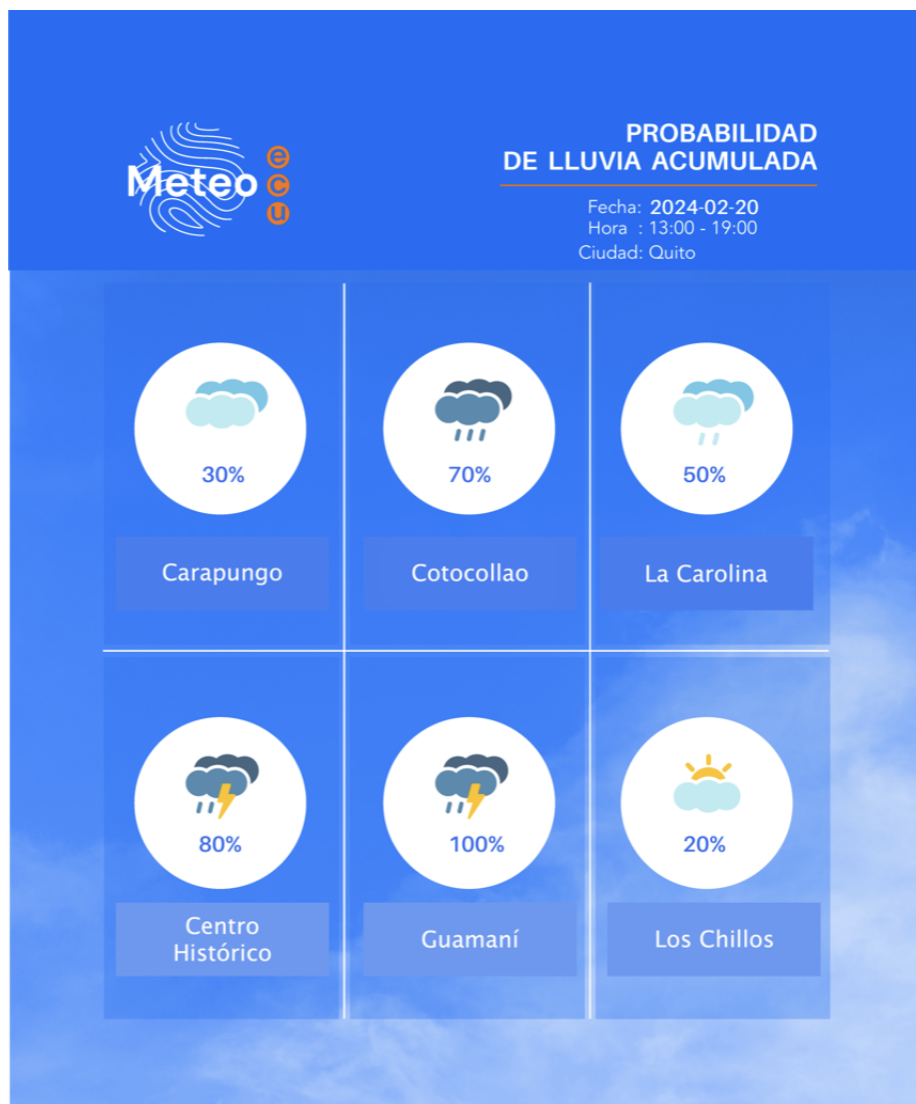 Meteo
ecu
PROBABILIDAD
DE LLUVIA ACUMULADA
Fecha: 2024-02-20
Hora : 13:00 - 19:00
Ciudad: Quito
30%
70%
50%
Carapungo
Cotocollao
La Carolina
80%
100%
20%
Centro
Histórico
Guamaní
Los Chillos